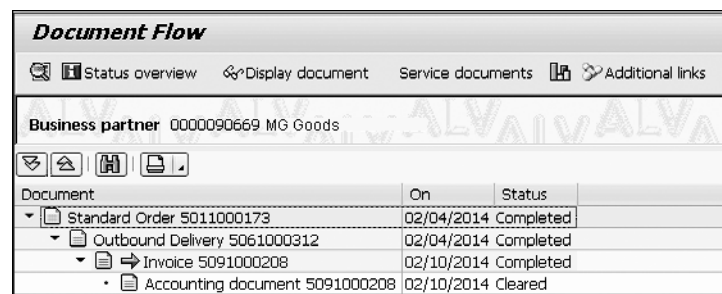 Document Flow
Status overview Display document Service documents Additional links
Business partner 0000090669 MG Goods
Document On Status
Standard Order 5011000173 02/04/2014 Completed
Outbound Delivery 5061000312 02/04/2014 Completed
Invoice 5091000208 02/10/2014 Completed
Accounting document 5091000208 02/10/2014 Cleared